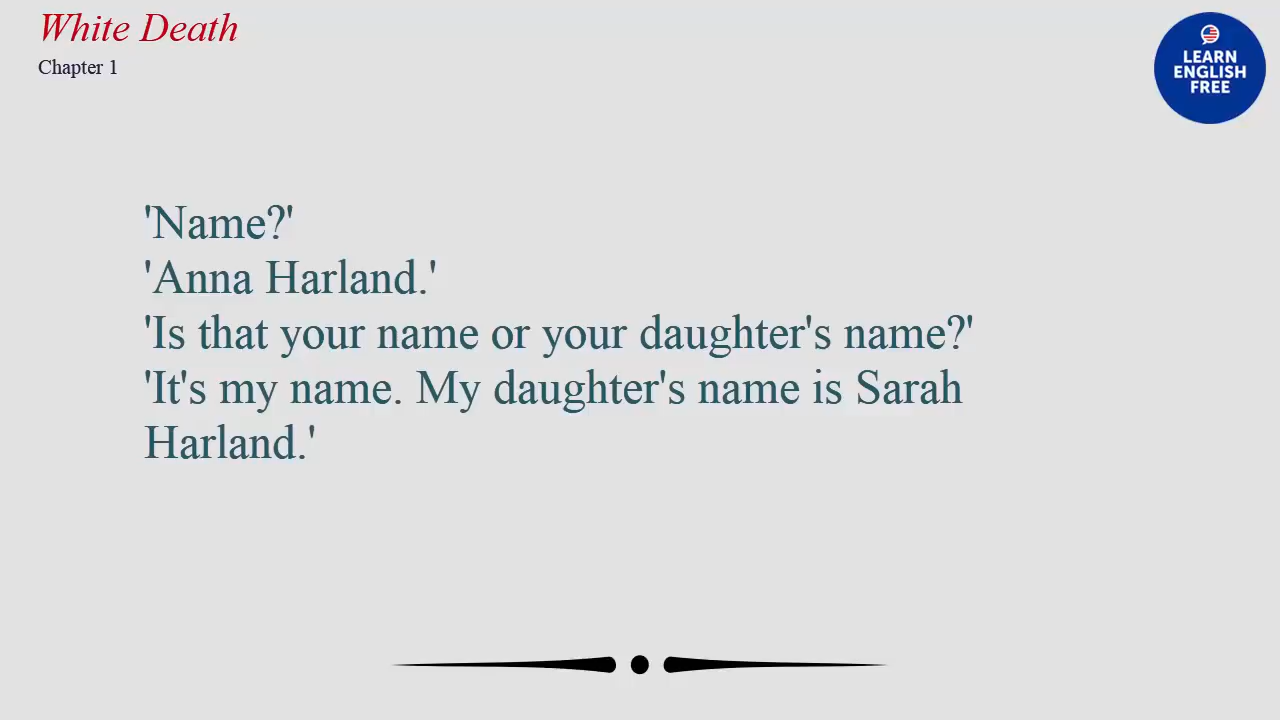 White Death
Chapter 1
LEARN
ENGLISH
FREE
'Name?'
'Anna Harland.'
'Is that your name or your daughter's name?'
'It's my name. My daughter's name is Sarah
Harland.'